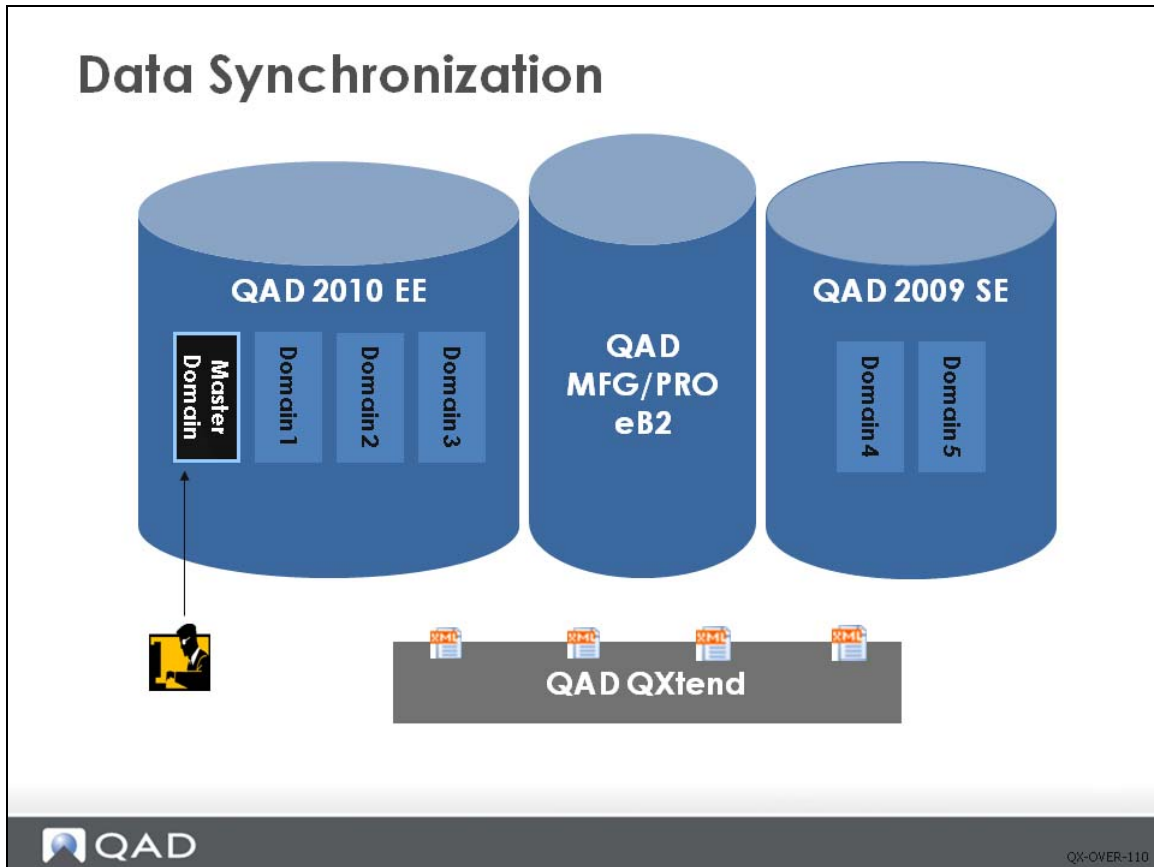 Data Synchronization
QAD 2010 EE
Master
Domain
Domain 1
Domain 2
Domain 3
QAD
MFG/PRO
eB2
QAD 2009 SE
Domain 4
Domain 5
XML
XML
XML
XML
QAD QXtend
QAD
QX-OVER-110